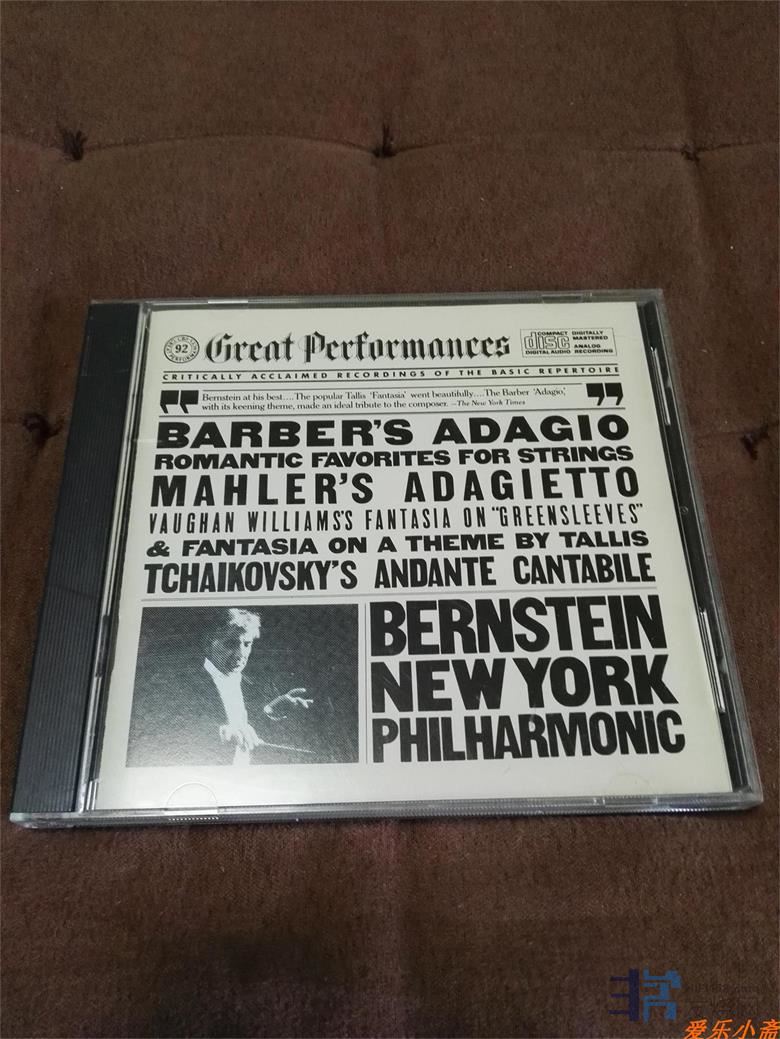 92 Great Performances
COMPACT disc DIGITAL AUDIO
DIGITALLY MASTERED
ANALOG RECORDING
CRITICALLY ACCLAIMED RECORDINGS OF THE BASIC REPERTOIRE
Bernstein at his best....The popular Tallis 'Fantasia' went beautifully....The Barber 'Adagio,'
with its keening theme, made an ideal tribute to the composer. –The New York Times
BARBER'S ADAGIO
ROMANTIC FAVORITES FOR STRINGS
MAHLER'S ADAGIETTO
VAUGHAN WILLIAMS'S FANTASIA ON "GREENSLEEVES"
& FANTASIA ON A THEME BY TALLIS
TCHAIKOVSKY'S ANDANTE CANTABILE
BERNSTEIN
NEW YORK
PHILHARMONIC
爱乐小斋